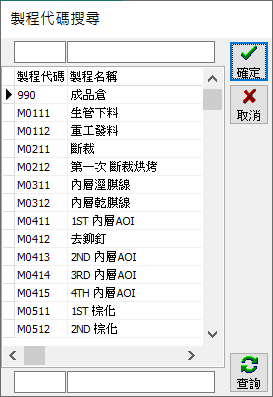 製程代碼搜尋
確定
取消
製程代碼 製程名稱
990 成品倉
M0111 生管下料
M0112 重工發料
M0211 斷裁
M0212 第一次 斷裁烘烤
M0311 內層溼膜線
M0312 內層乾膜線
M0411 1ST 內層AOI
M0412 去鉚釘
M0413 2ND 內層AOI
M0414 3RD 內層AOI
M0415 4TH 內層AOI
M0511 1ST 棕化
M0512 2ND 棕化
查詢